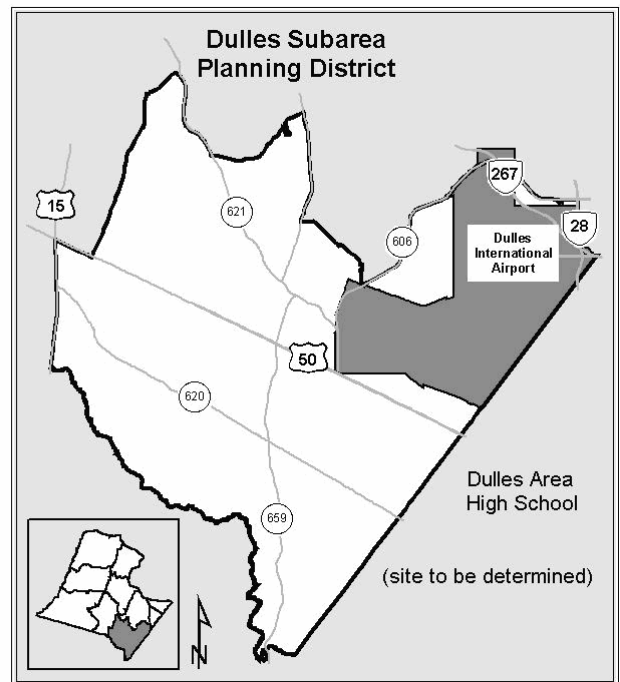 Dulles Subarea
Planning District
267
15
621
28
606
Dulles
International
Airport
50
620
Dulles Area
High School
659
(site to be determined)
N